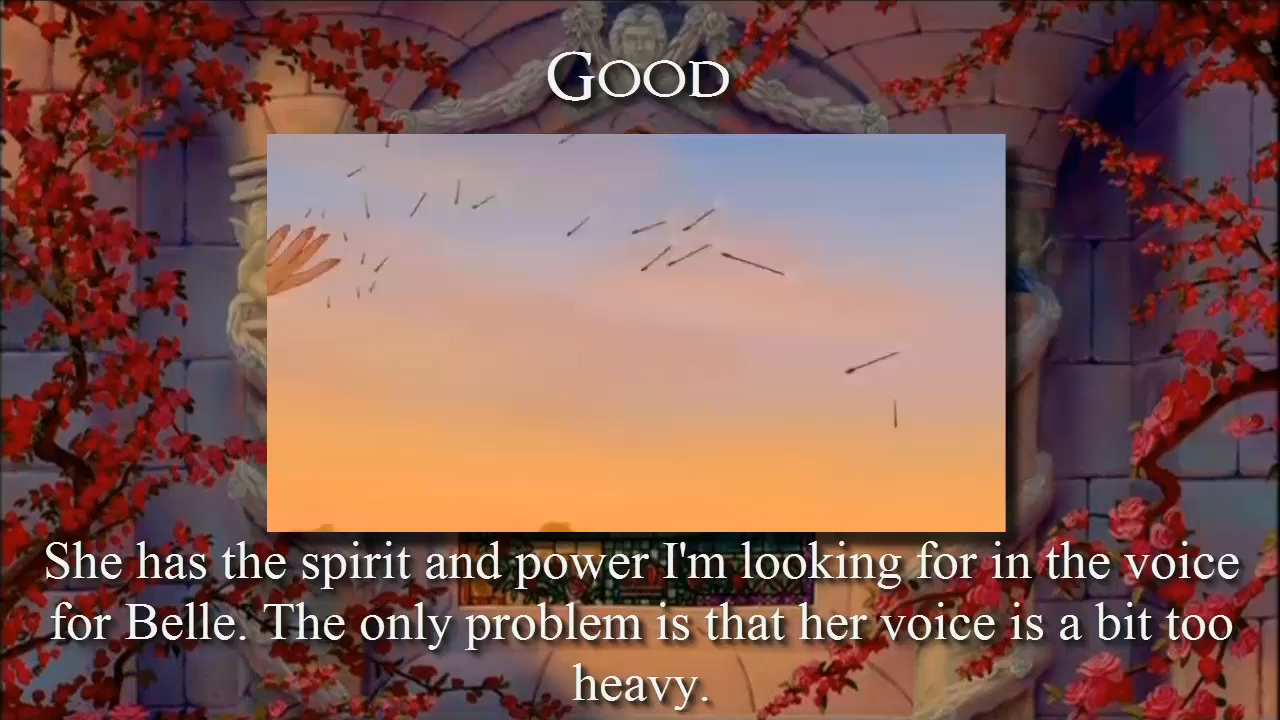 Good
She has the spirit and power I'm looking for in the voice
for Belle. The only problem is that her voice is a bit too
heavy.